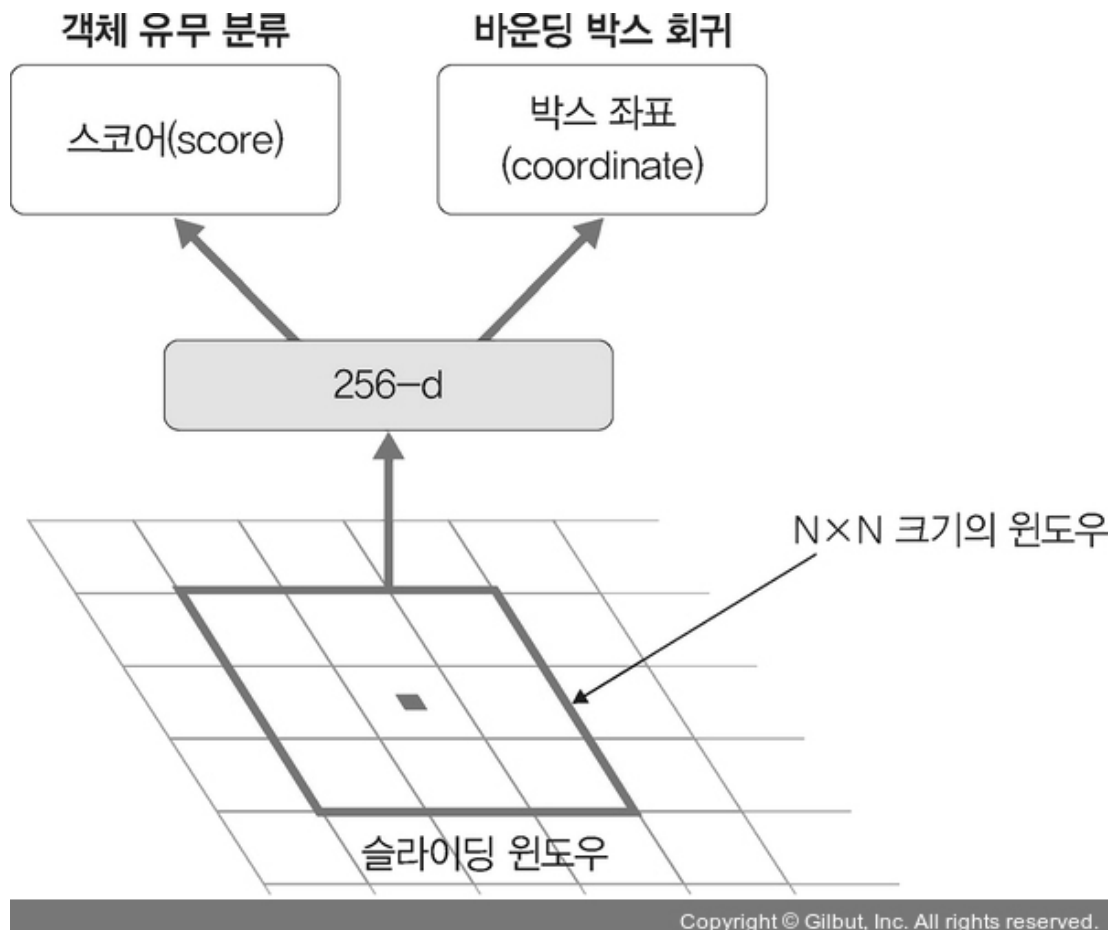 객체 유무 분류
바운딩 박스 회귀
스코어(score)
박스 좌표
(coordinate)
256-d
N×N 크기의 윈도우
슬라이딩 윈도우
Copyright © Gilbut, Inc. All rights reserved.